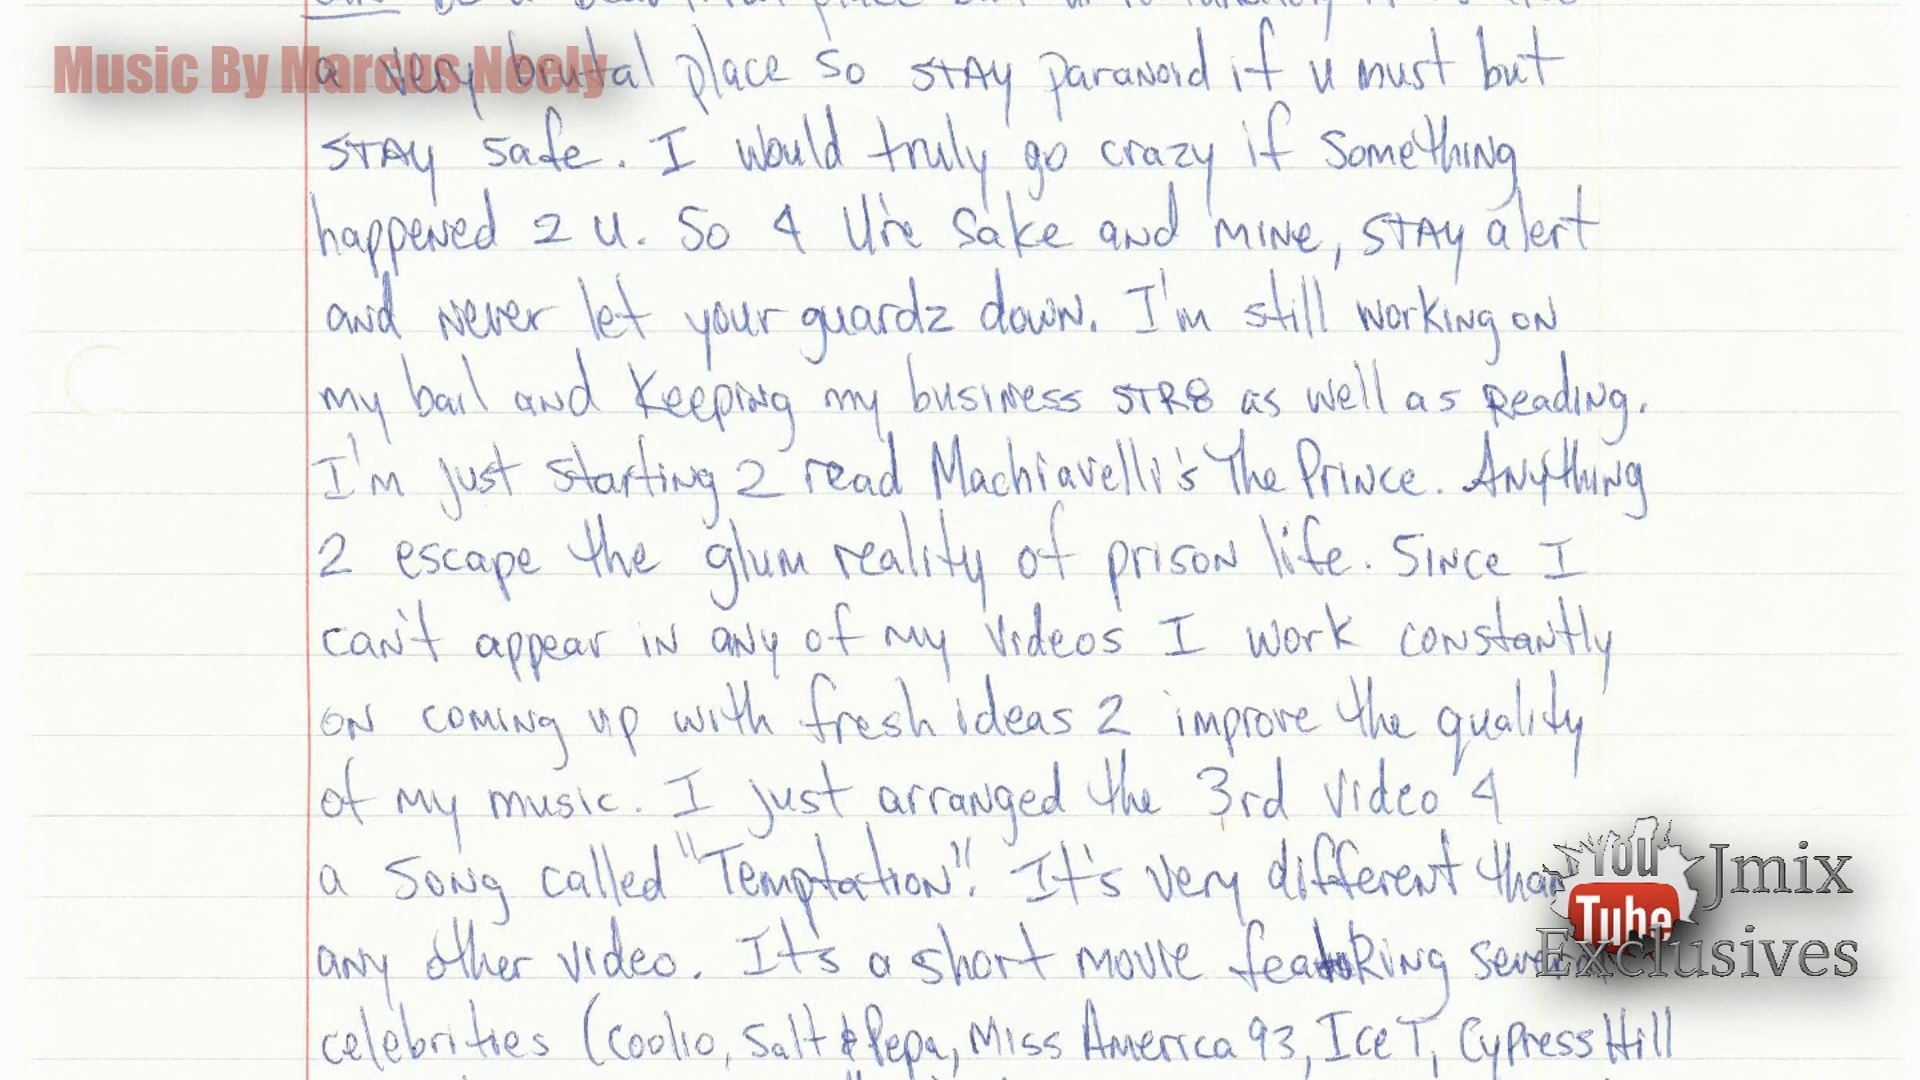 a very brutal place so STAY paranoid if u must but
STAY safe. I would truly go crazy if something
happened 2 u. So 4 U're sake and mine, STAY alert
and never let your guardz down. I'm still working on
my bail and keeping my business STR8 as well as reading.
I'm just starting 2 read Machiavelli's The Prince. Anything
2 escape the glum reality of prison life. Since I
can't appear in any of my videos I work constantly
on coming up with fresh ideas 2 improve the quality
of my music. I just arranged the 3rd video 4
a song called "Temptation". It's very different than
any other video. It's a short movie featuring several
celebrities (Coolio, Salt & Pepa, Miss America 93, Ice T, Cypress Hill
Music By Marcus Neely
You Tube
Jmix
Exclusives